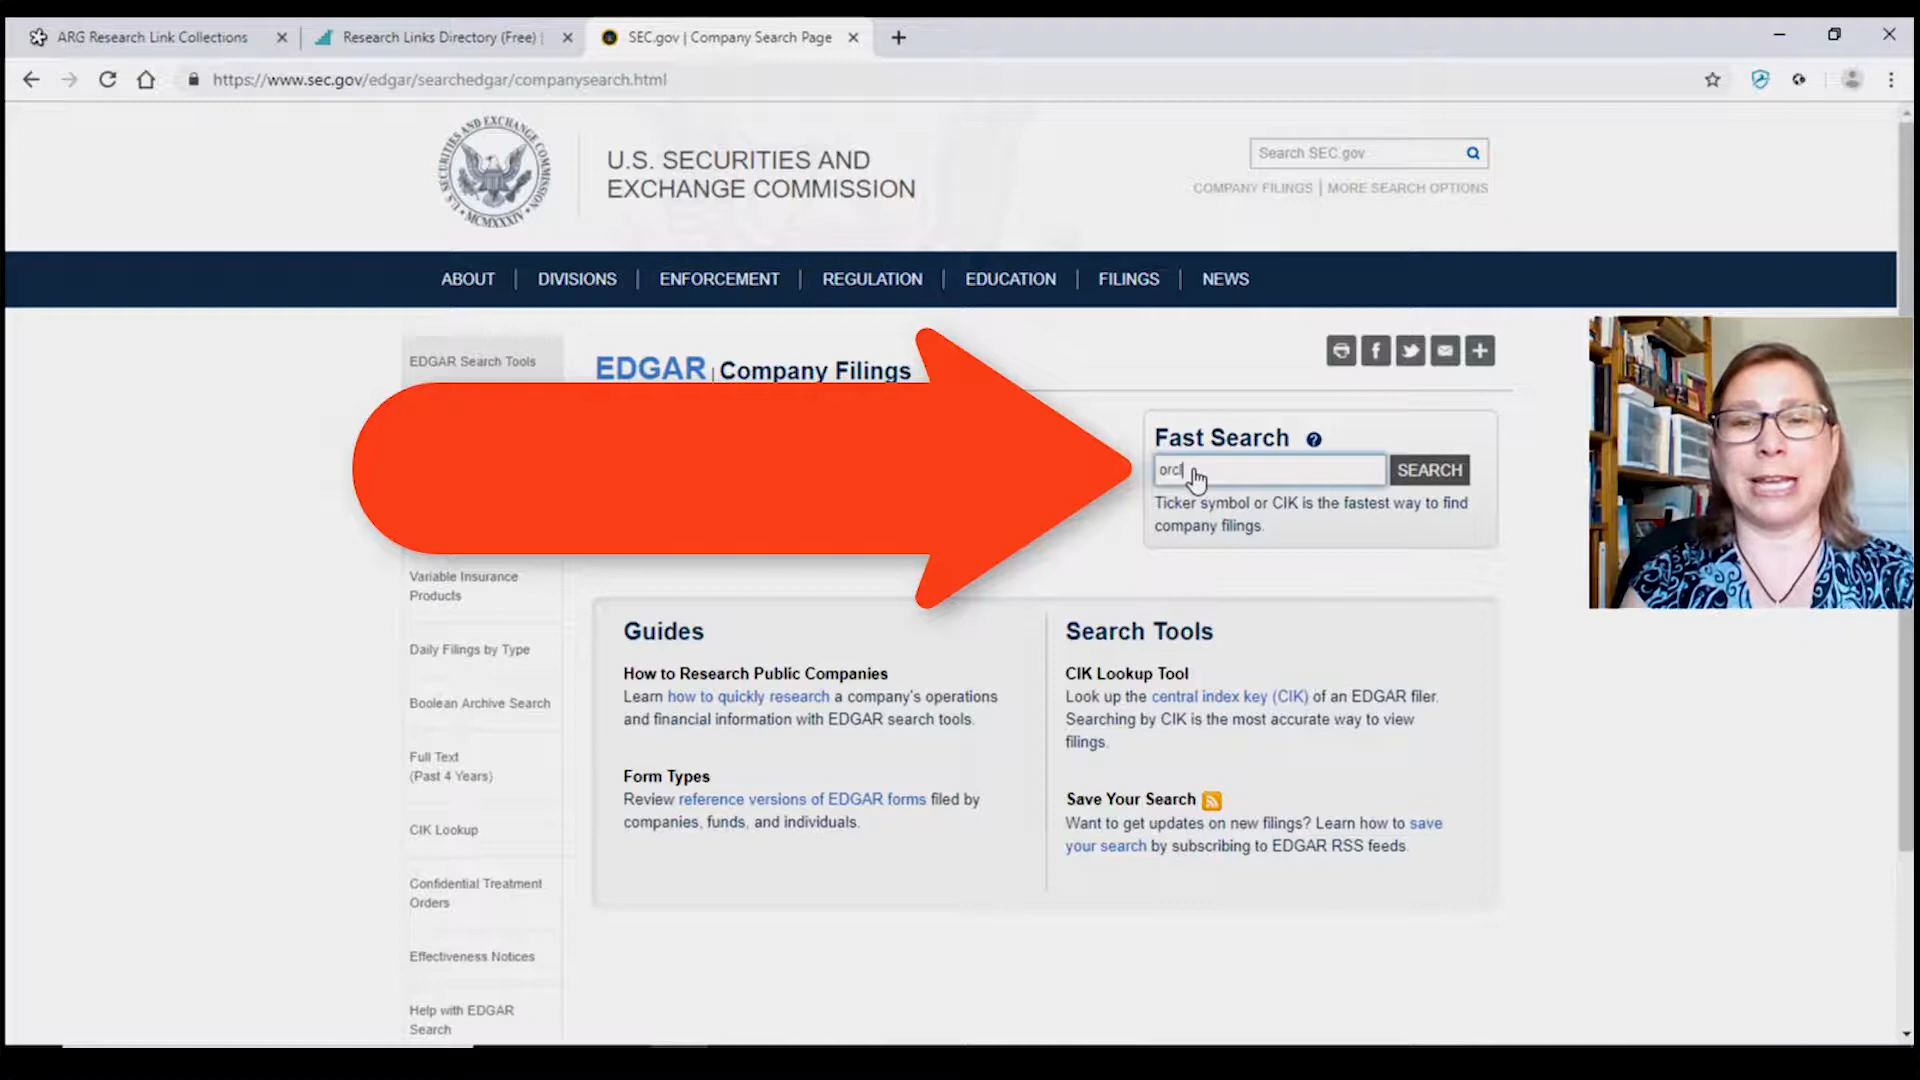 ARG Research Link Collections
Research Links Directory (Free) |
SEC.gov | Company Search Page
https://www.sec.gov/edgar/searchedgar/companysearch.html
SECURITIES AND EXCHANGE COMMISSION
U.S. MCMXXXIV
U.S. SECURITIES AND
EXCHANGE COMMISSION
Search SEC.gov
COMPANY FILINGS | MORE SEARCH OPTIONS
ABOUT | DIVISIONS | ENFORCEMENT | REGULATION | EDUCATION | FILINGS | NEWS
EDGAR Search Tools
EDGAR | Company Filings
Fast Search ?
orcl
SEARCH
Ticker symbol or CIK is the fastest way to find
company filings.
Variable Insurance
Products
Daily Filings by Type
Boolean Archive Search
Full Text
(Past 4 Years)
CIK Lookup
Confidential Treatment
Orders
Effectiveness Notices
Help with EDGAR
Search
Guides
How to Research Public Companies
Learn how to quickly research a company's operations
and financial information with EDGAR search tools.
Form Types
Review reference versions of EDGAR forms filed by
companies, funds, and individuals.
Search Tools
CIK Lookup Tool
Look up the central index key (CIK) of an EDGAR filer.
Searching by CIK is the most accurate way to view
filings.
Save Your Search
Want to get updates on new filings? Learn how to save
your search by subscribing to EDGAR RSS feeds.